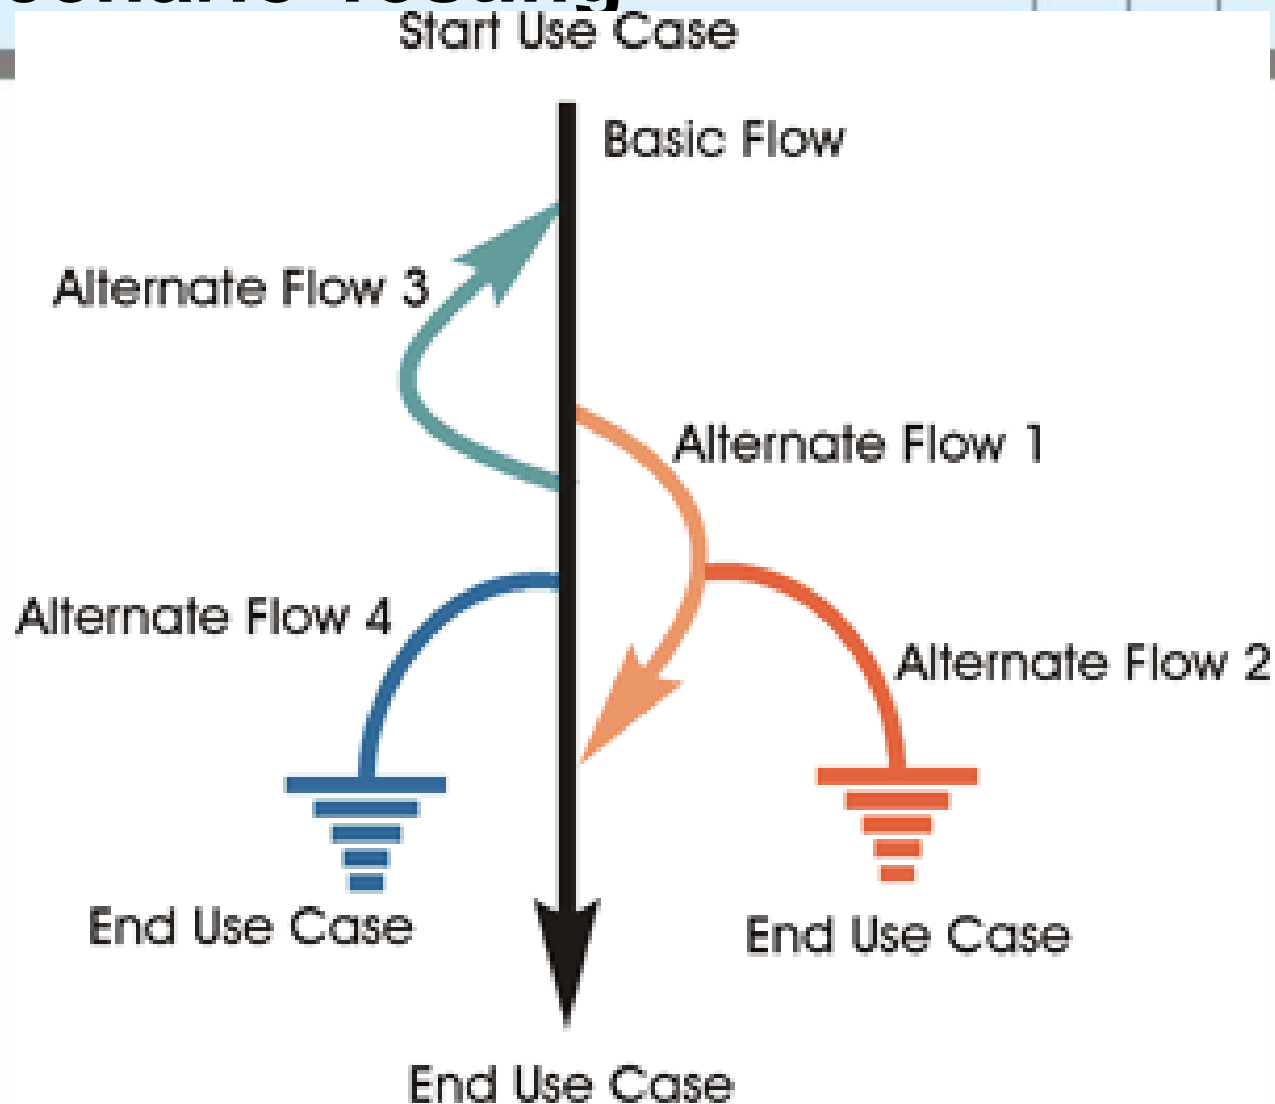 Start Use Case
Basic Flow
Alternate Flow 3
Alternate Flow 1
Alternate Flow 4
Alternate Flow 2
End Use Case
End Use Case
End Use Case